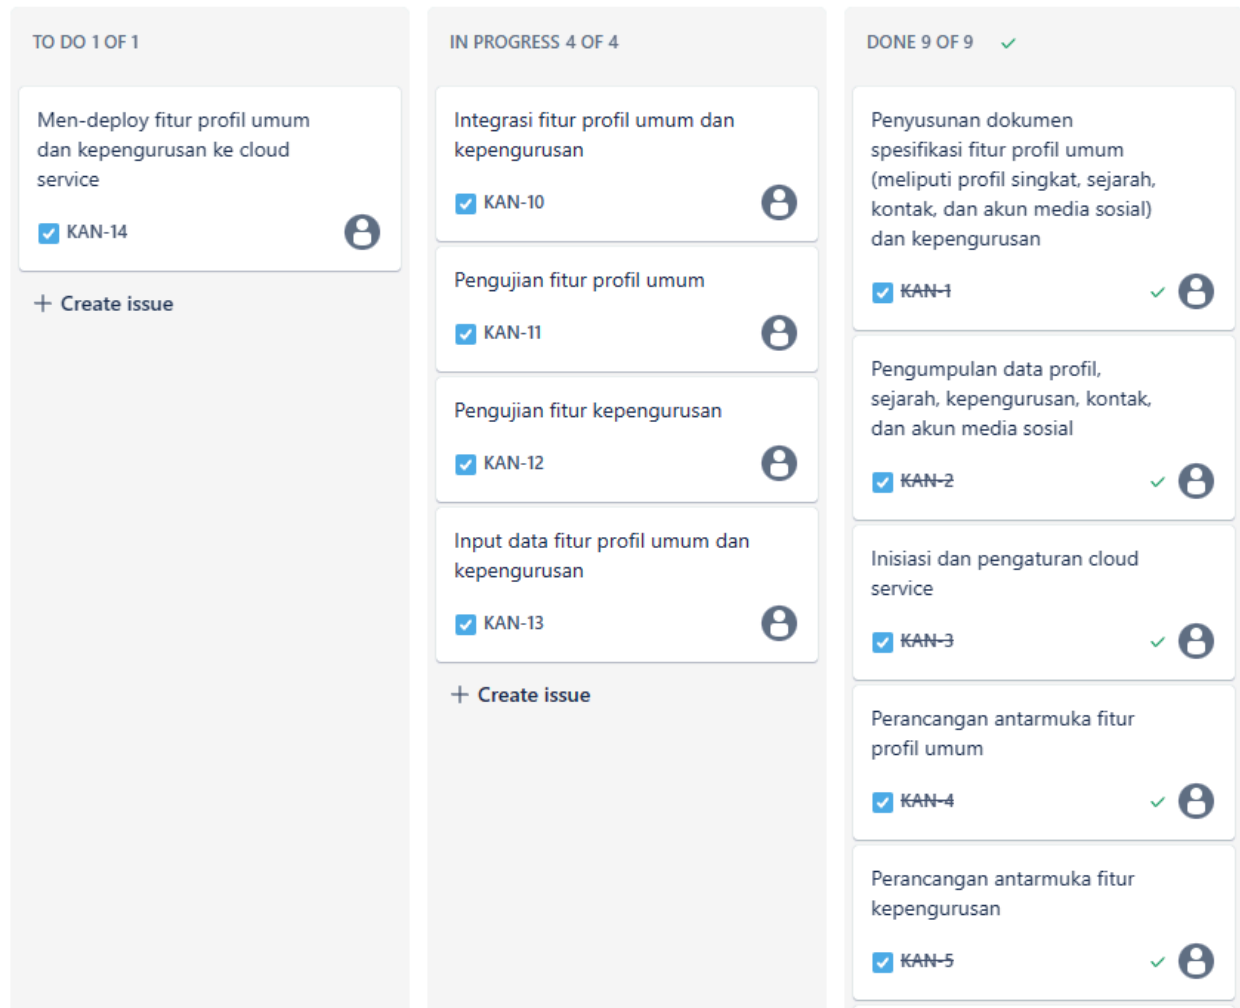 TO DO 1 OF 1
Men-deploy fitur profil umum
dan kepengurusan ke cloud
service
KAN-14
+ Create issue
IN PROGRESS 4 OF 4
Integrasi fitur profil umum dan
kepengurusan
KAN-10
Pengujian fitur profil umum
KAN-11
Pengujian fitur kepengurusan
KAN-12
Input data fitur profil umum dan
kepengurusan
KAN-13
+ Create issue
DONE 9 OF 9
Penyusunan dokumen
spesifikasi fitur profil umum
(meliputi profil singkat, sejarah,
kontak, dan akun media sosial)
dan kepengurusan
KAN-1
Pengumpulan data profil,
sejarah, kepengurusan, kontak,
dan akun media sosial
KAN-2
Inisiasi dan pengaturan cloud
service
KAN-3
Perancangan antarmuka fitur
profil umum
KAN-4
Perancangan antarmuka fitur
kepengurusan
KAN-5